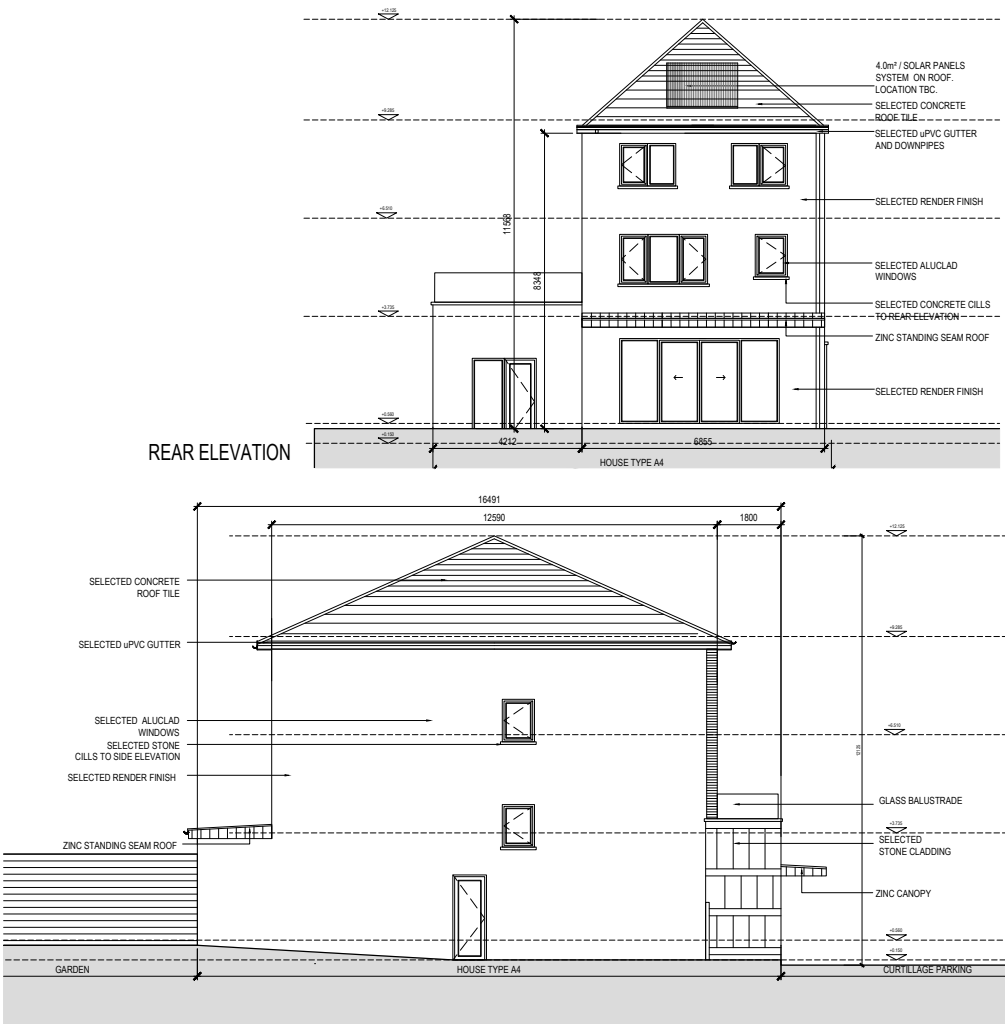 +12.125
4.0m² / SOLAR PANELS
SYSTEM ON ROOF.
LOCATION TBC.
SELECTED CONCRETE
ROOF TILE
+9.285
SELECTED uPVC GUTTER
AND DOWNPIPES
SELECTED RENDER FINISH
+6.510
11568
8348
SELECTED ALUCLAD
WINDOWS
SELECTED CONCRETE CILLS
TO REAR ELEVATION
+3.735
ZINC STANDING SEAM ROOF
SELECTED RENDER FINISH
+0.150
4212
6855
REAR ELEVATION
HOUSE TYPE A4
16491
12590
1800
+12.125
SELECTED CONCRETE
ROOF TILE
+9.285
SELECTED uPVC GUTTER
SELECTED ALUCLAD
WINDOWS
+6.510
SELECTED STONE
CILLS TO SIDE ELEVATION
SELECTED RENDER FINISH
GLASS BALUSTRADE
+3.735
ZINC STANDING SEAM ROOF
SELECTED
STONE CLADDING
ZINC CANOPY
+0.150
GARDEN
HOUSE TYPE A4
CURTILLAGE PARKING